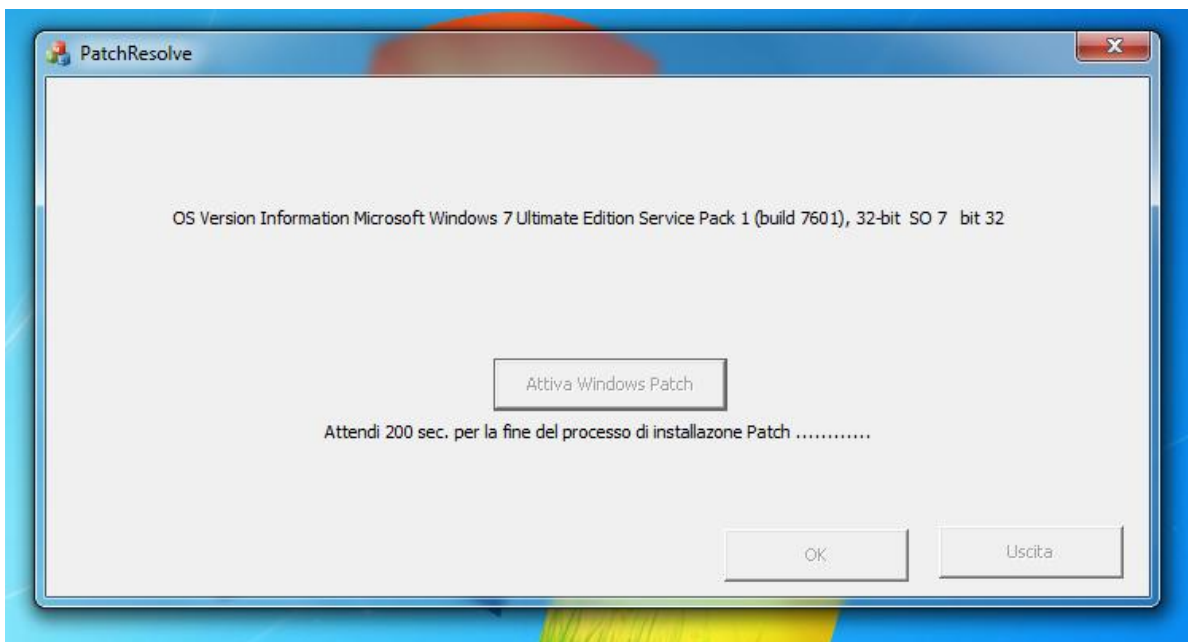 PatchResolve
OS Version Information Microsoft Windows 7 Ultimate Edition Service Pack 1 (build 7601), 32-bit SO 7 bit 32
Attiva Windows Patch
Attendi 200 sec. per la fine del processo di installazone Patch ............
OK
Uscita